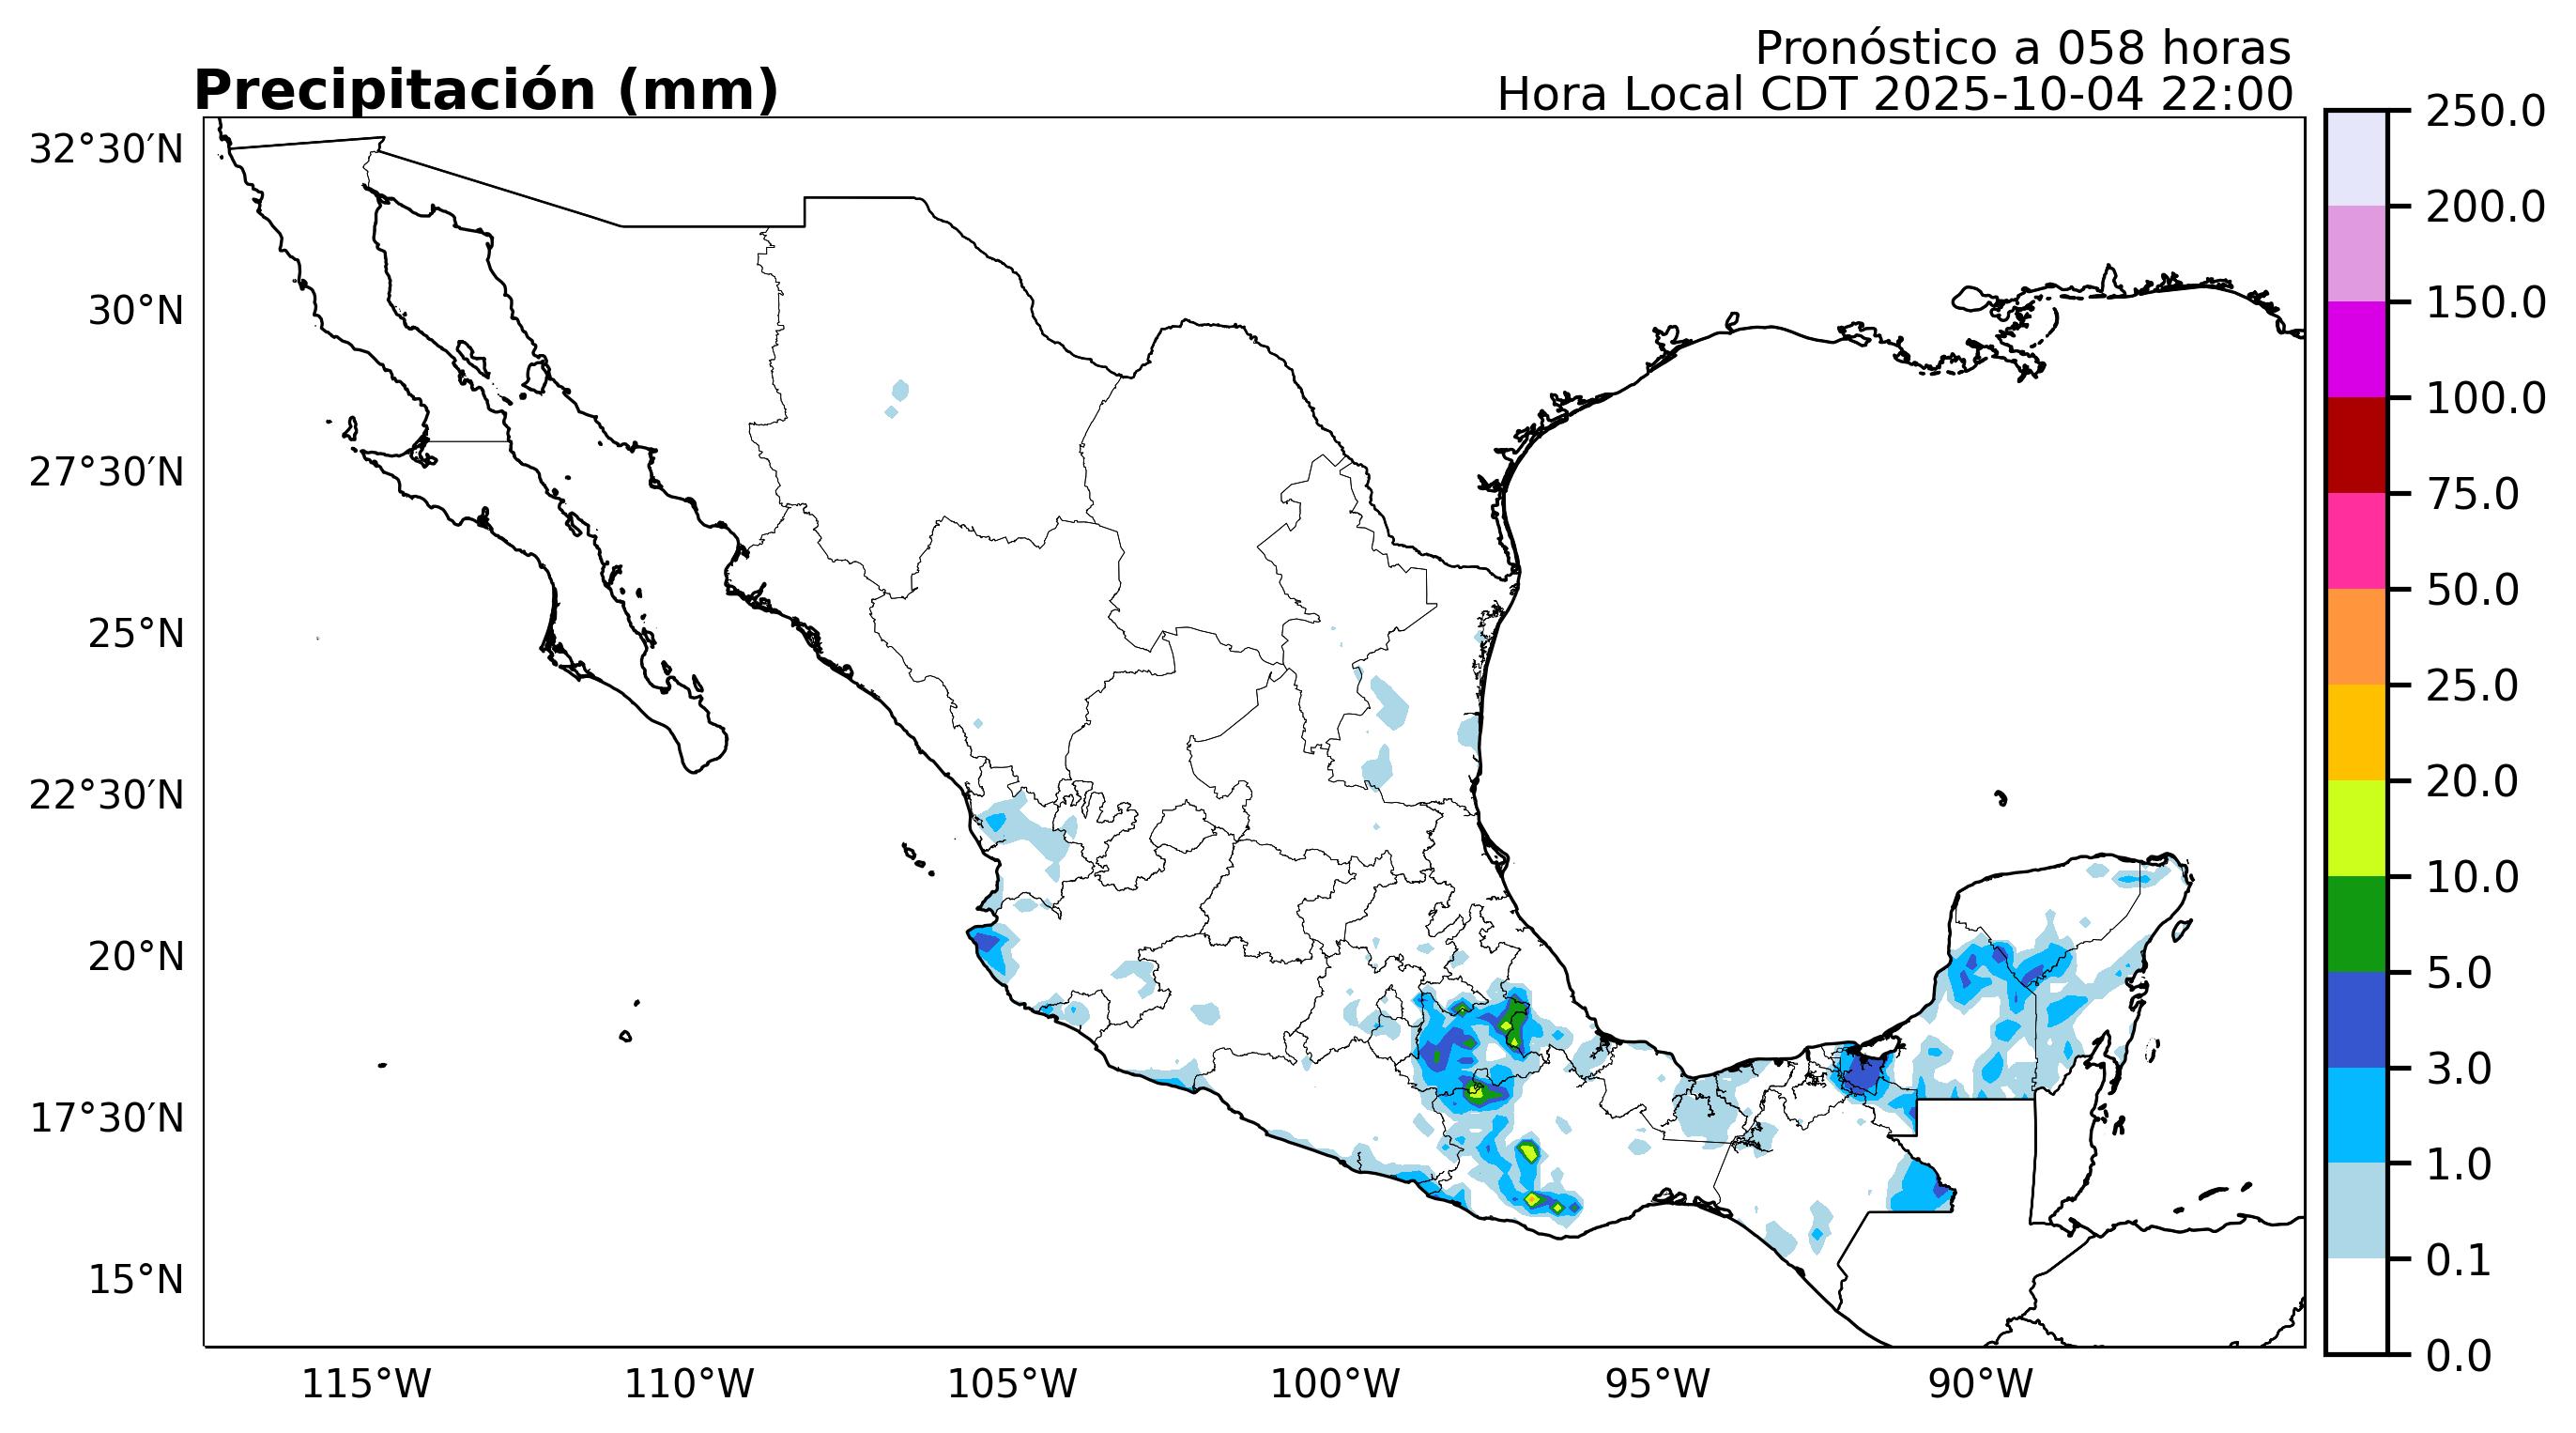 Pronóstico a 058 horas
Precipitación (mm)
Hora Local CDT 2025-10-04 22:00
32°30′N
30°N
27°30′N
25°N
22°30′N
20°N
17°30′N
15°N
115°W
110°W
105°W
100°W
95°W
90°W
250.0
200.0
150.0
100.0
75.0
50.0
25.0
20.0
10.0
5.0
3.0
1.0
0.1
0.0